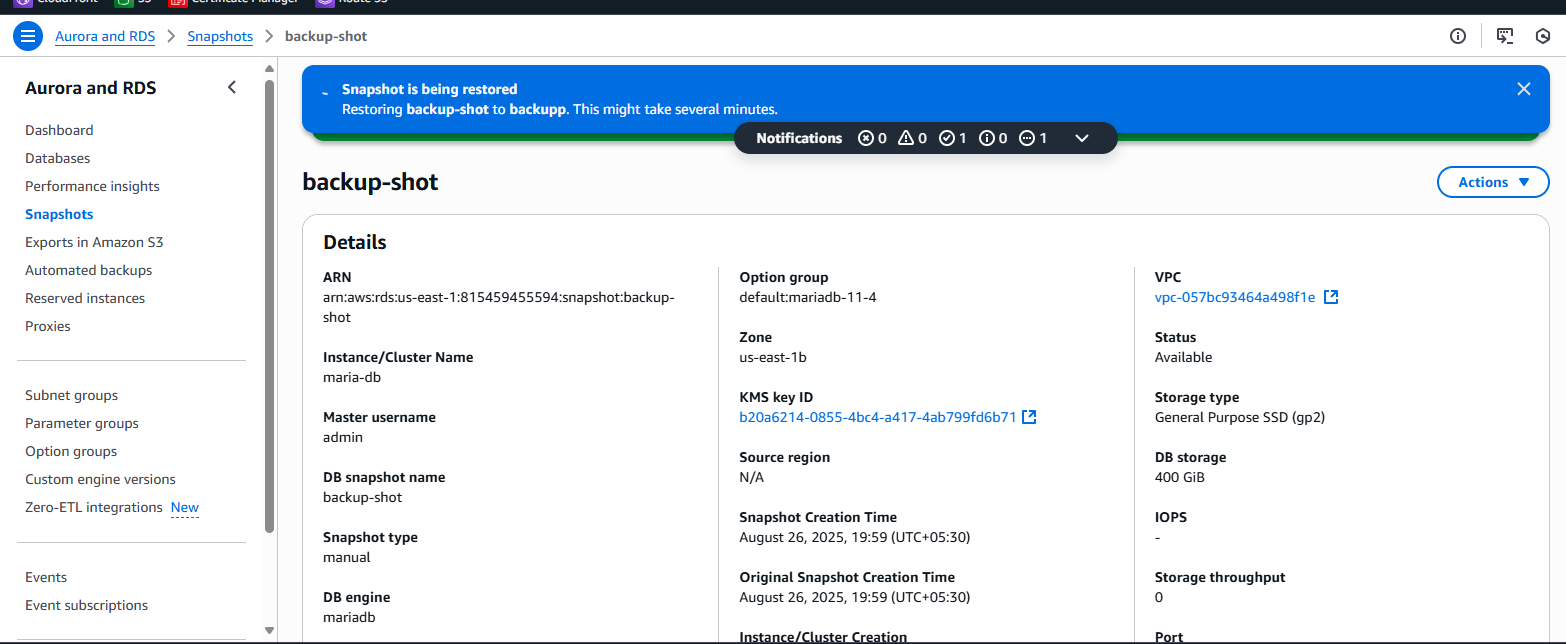 CloudFront S3 Certificate Manager Route 53
Aurora and RDS > Snapshots > backup-shot
Aurora and RDS
Dashboard
Databases
Performance insights
Snapshots
Exports in Amazon S3
Automated backups
Reserved instances
Proxies
Subnet groups
Parameter groups
Option groups
Custom engine versions
Zero-ETL integrations New
Events
Event subscriptions
Snapshot is being restored
Restoring backup-shot to backupp. This might take several minutes.
Notifications 0 0 1 0 1
backup-shot
Actions
Details
ARN
arn:aws:rds:us-east-1:815459455594:snapshot:backup-
shot
Instance/Cluster Name
maria-db
Master username
admin
DB snapshot name
backup-shot
Snapshot type
manual
DB engine
mariadb
Option group
default:mariadb-11-4
Zone
us-east-1b
KMS key ID
b20a6214-0855-4bc4-a417-4ab799fd6b71
Source region
N/A
Snapshot Creation Time
August 26, 2025, 19:59 (UTC+05:30)
Original Snapshot Creation Time
August 26, 2025, 19:59 (UTC+05:30)
Instance/Cluster Creation
VPC
vpc-057bc93464a498f1e
Status
Available
Storage type
General Purpose SSD (gp2)
DB storage
400 GiB
IOPS
-
Storage throughput
0
Port